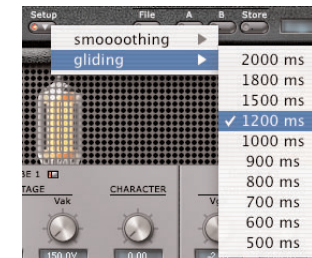 Setup File A B Store
smoooothing
gliding
2000 ms
1800 ms
1500 ms
✓ 1200 ms
1000 ms
900 ms
800 ms
700 ms
600 ms
500 ms
BE 1
TAGE CHARACTER
Vak
150.0V 0.00